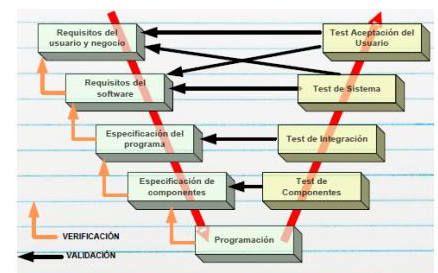 Requisitos del
usuario y negocio
Test Aceptación del
Usuario
Requisitos del
software
Test de Sistema
Especificación del
programa
Test de Integración
Especificación de
componentes
Test de
Componentes
Programación
VERIFICACIÓN
VALIDACIÓN